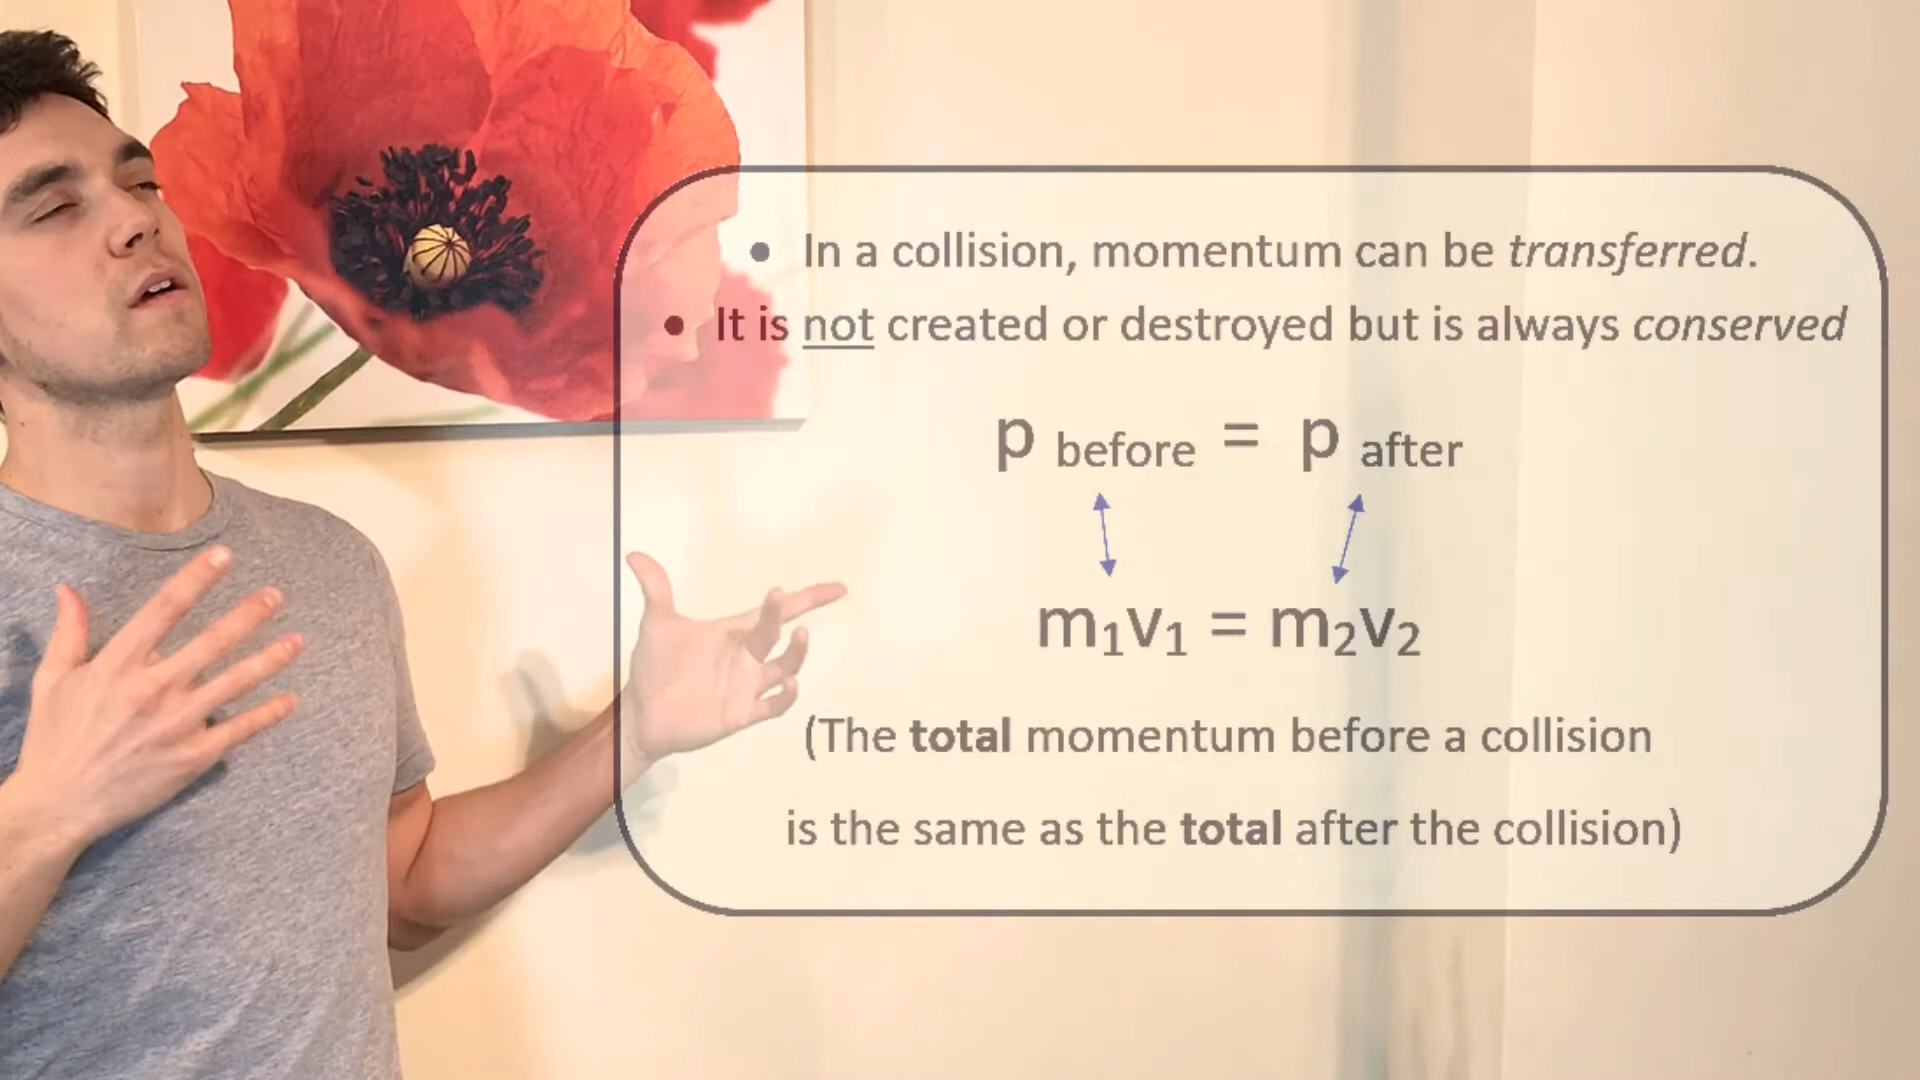 • In a collision, momentum can be transferred.
• It is not created or destroyed but is always conserved
p before = p after
m₁v₁ = m₂v₂
(The total momentum before a collision
is the same as the total after the collision)